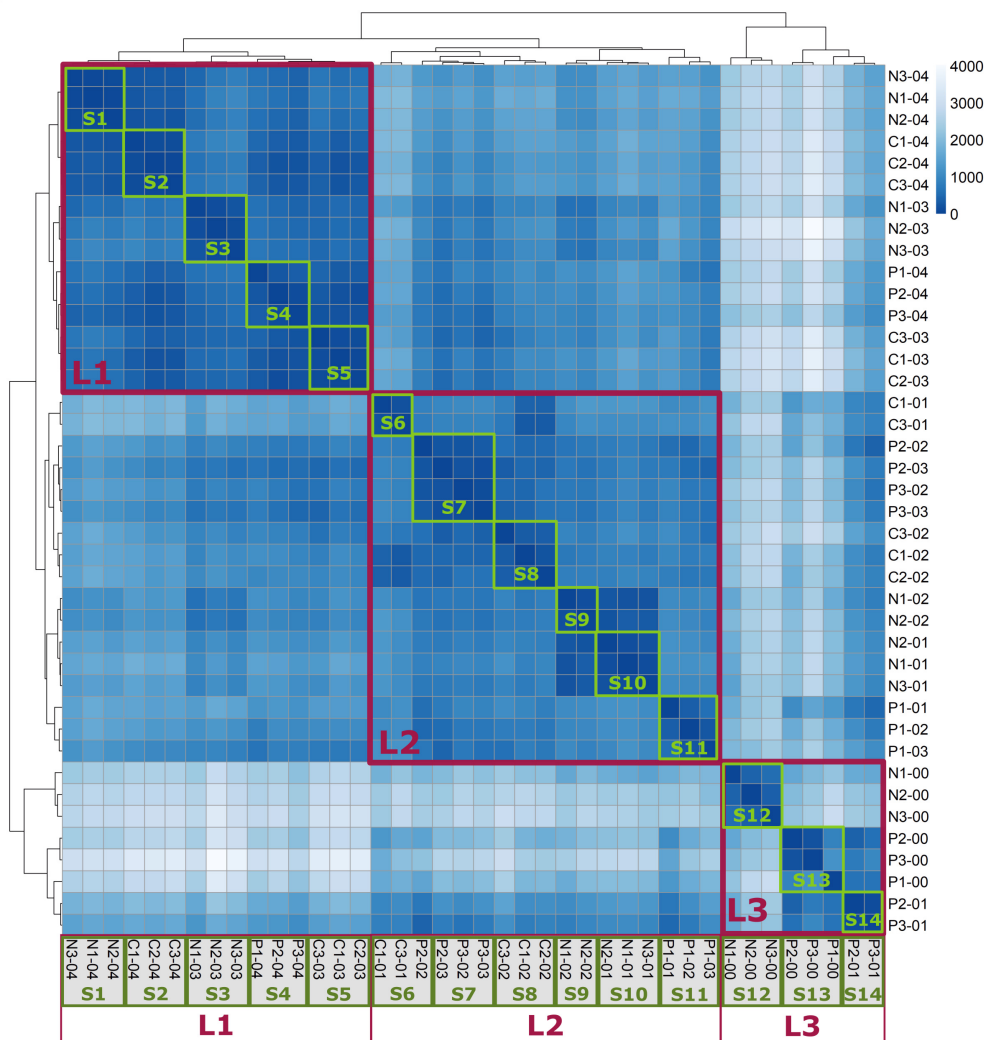 N3-04
4000
N1-04
S1
3000
N2-04
C1-04
2000
C2-04
1000
S2
C3-04
N1-03
0
N2-03
S3
N3-03
P1-04
P2-04
S4
P3-04
C3-03
C1-03
L1
S5
C2-03
C1-01
S6
C3-01
P2-02
P2-03
P3-02
S7
P3-03
C3-02
C1-02
S8
C2-02
N1-02
S9
N2-02
N2-01
N1-01
S10
N3-01
P1-01
L2
S11
P1-02
P1-03
N1-00
N2-00
S12
N3-00
P2-00
P3-00
S13
P1-00
L3
S14
P2-01
P3-01
N3-04 N1-04 N2-04 C1-04 C2-04 C3-04 N1-03 N2-03 N3-03 P1-04 P2-04 P3-04 C3-03 C1-03 C2-03 C1-01 C3-01 P2-02 P2-03 P3-02 P3-03 C3-02 C1-02 C2-02 N1-02 N2-02 N2-01 N1-01 N3-01 P1-01 P1-02 P1-03 N1-00 N2-00 N3-00 P2-00 P3-00 P1-00 P2-01 P3-01
S1 S2 S3 S4 S5 S6 S7 S8 S9 S10 S11 S12 S13 S14
L1 L2 L3